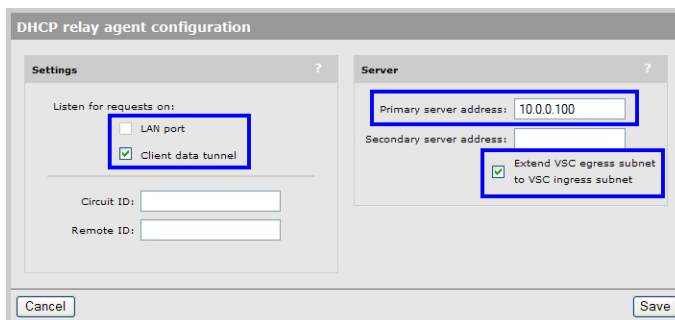 DHCP relay agent configuration
Settings ?
Listen for requests on:
LAN port
Client data tunnel
Circuit ID:
Remote ID:
Server ?
Primary server address: 10.0.0.100
Secondary server address:
Extend VSC egress subnet
to VSC ingress subnet
Cancel
Save